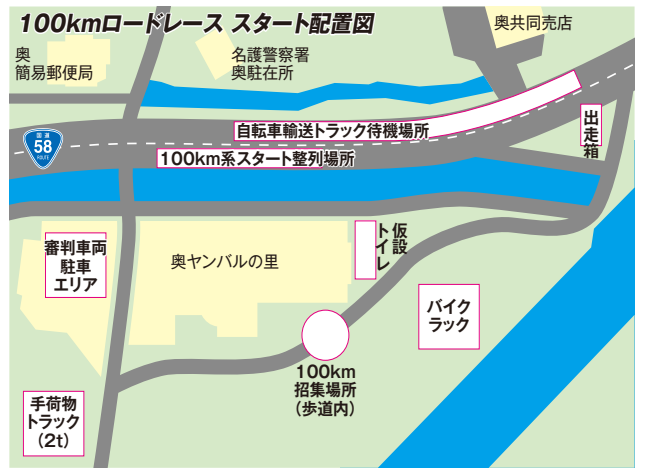 100kmロードレース スタート配置図
奥共同売店
奥
簡易郵便局
名護警察署
奥駐在所
国道
58
ROUTE
自転車輸送トラック待機場所
出走箱
100km系スタート整列場所
仮設
トイレ
審判車両
駐車
エリア
奥ヤンバルの里
バイク
ラック
100km
招集場所
(歩道内)
手荷物
トラック
(2t)